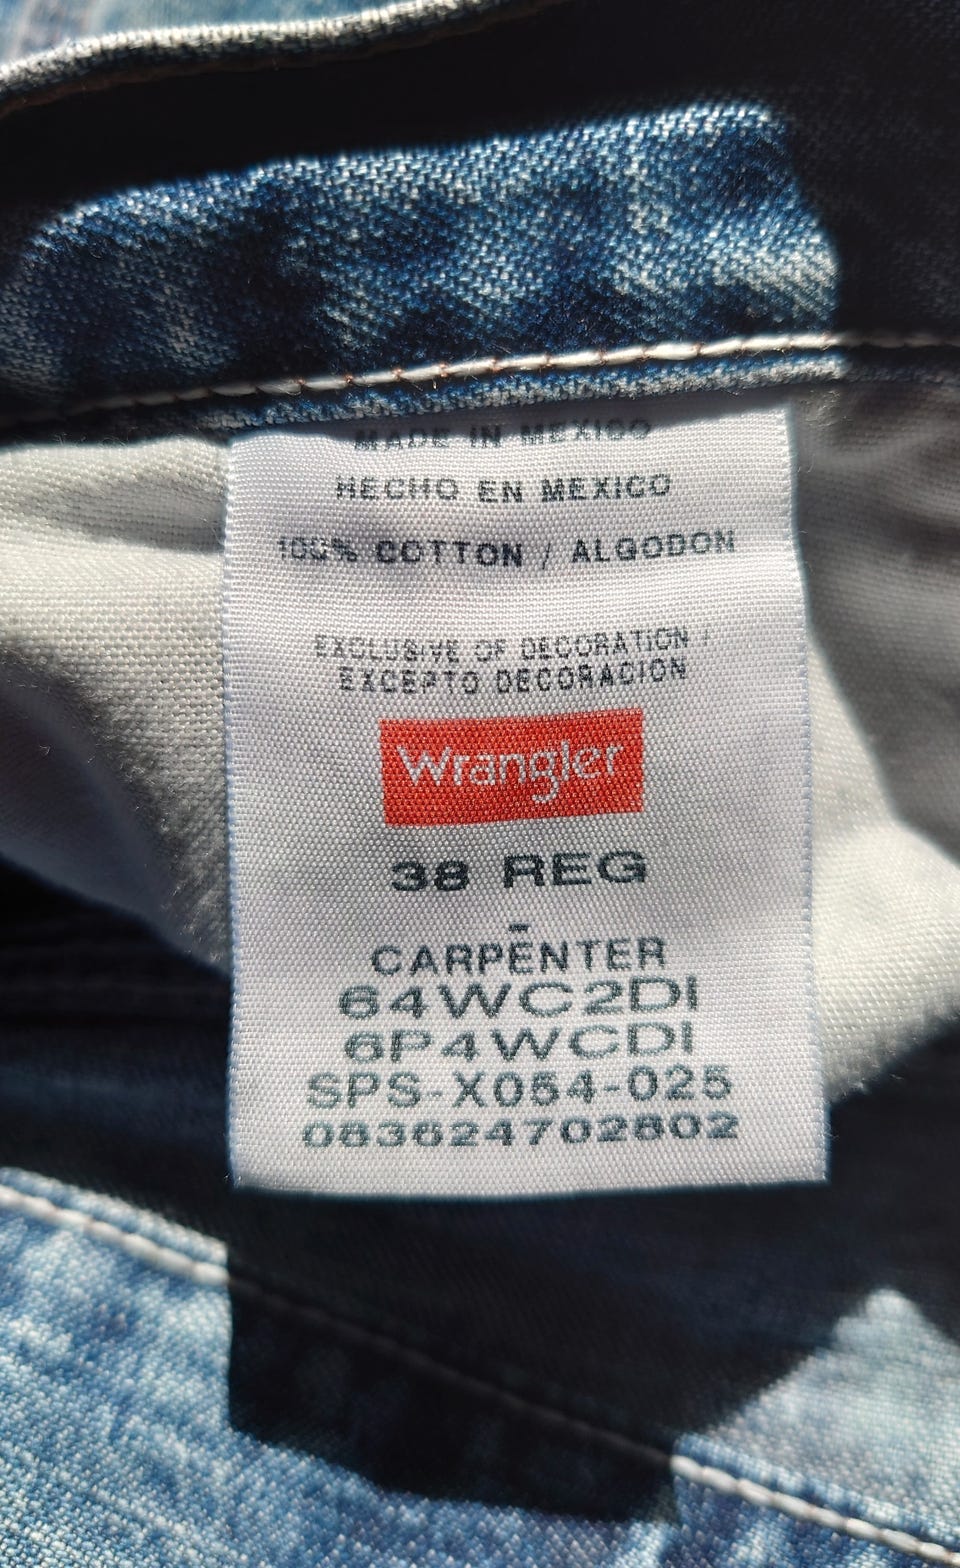 MADE IN MEXICO
HECHO EN MEXICO
100% COTTON / ALGODON
EXCLUSIVE OF DECORATION /
EXCEPTO DECORACION
Wrangler
38 REG
-
CARPENTER
64WC2DI
6P4WCDI
SPS-X054-025
083624702802